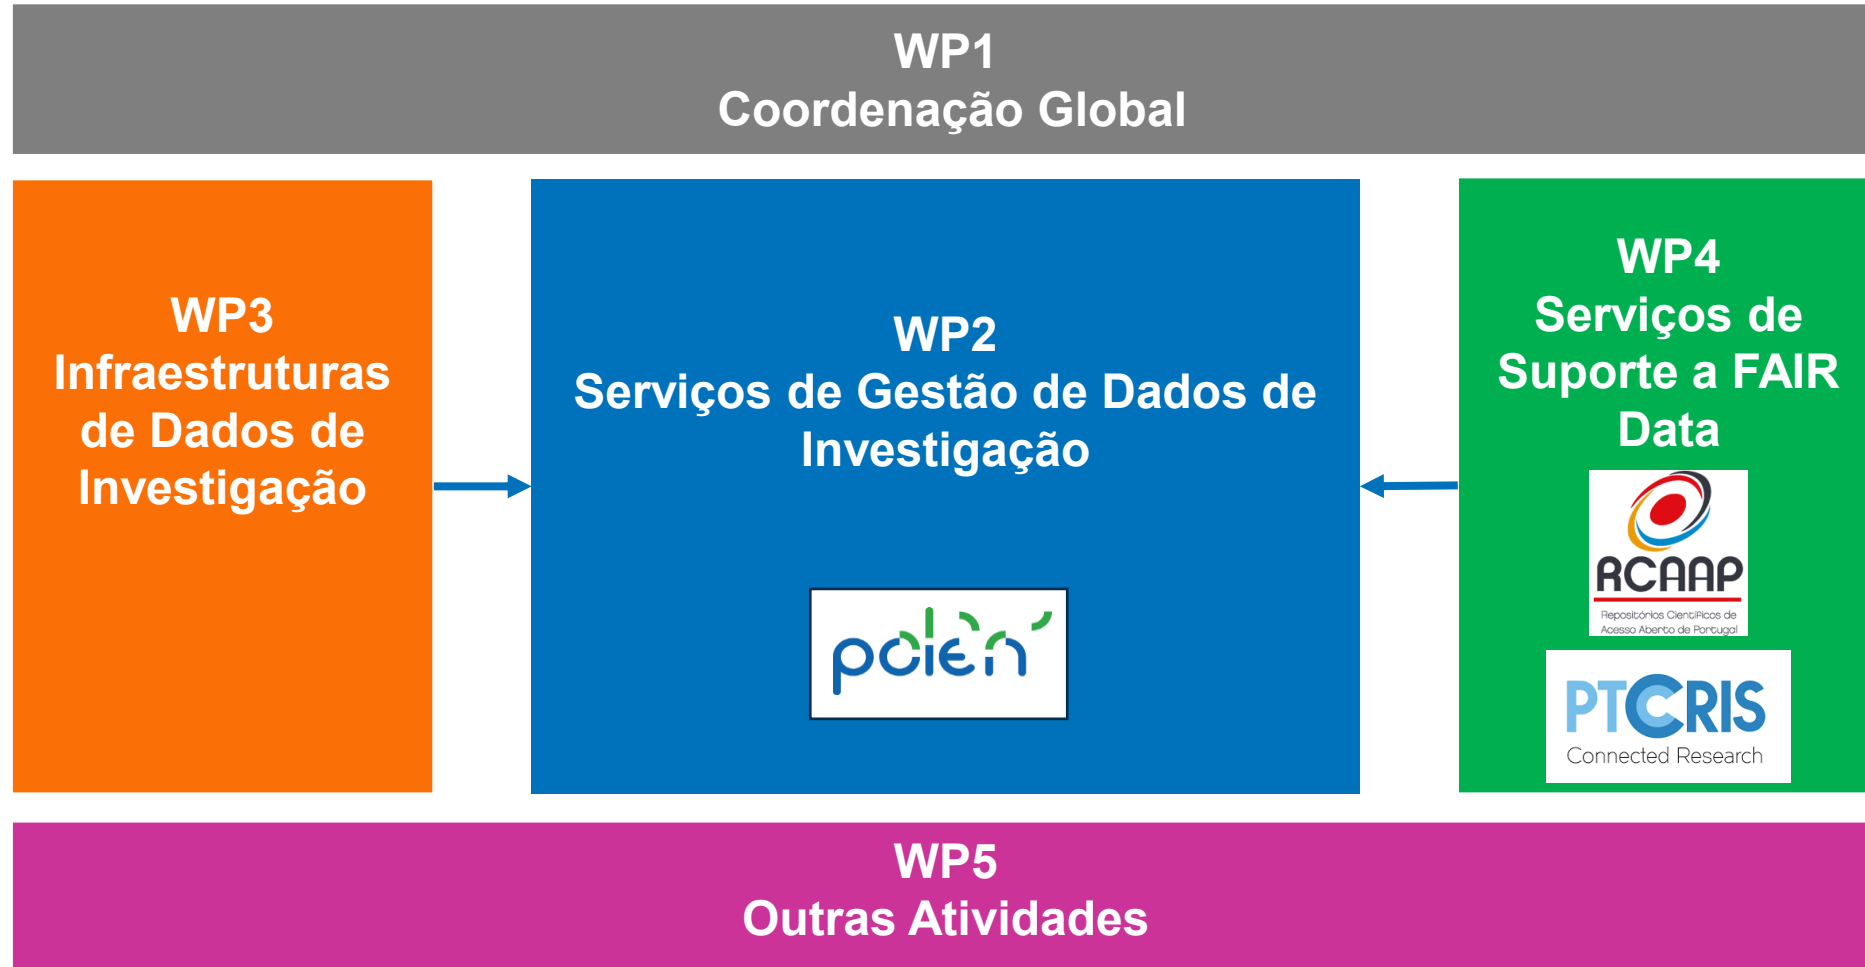 WP1
Coordenação Global
WP3
Infraestruturas
de Dados de
Investigação
WP2
Serviços de Gestão de Dados de
Investigação
polen
WP4
Serviços de
Suporte a FAIR
Data
RCAAP
Repositórios Científicos de
Acesso Aberto de Portugal
PTCRIS
Connected Research
WP5
Outras Atividades